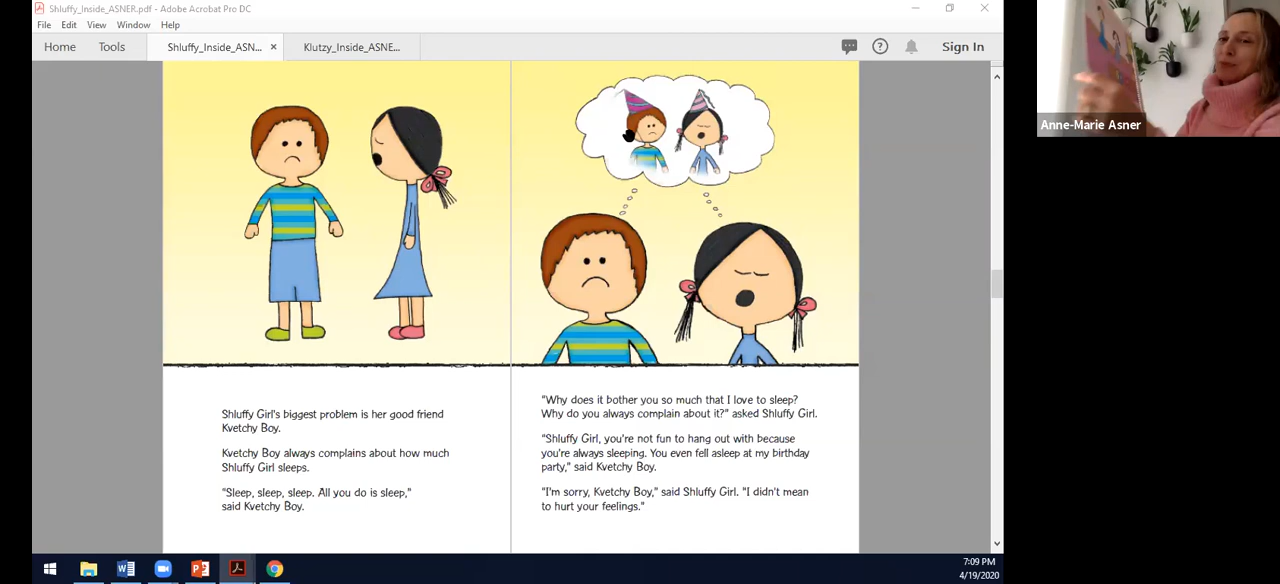 Shluffy_Inside_ASNER.pdf - Adobe Acrobat Pro DC
File Edit View Window Help
Home Tools Shluffy_Inside_ASN... × Klutzy_Inside_ASNE... Sign In
Anne-Marie Asner
Shluffy Girl's biggest problem is her good friend
Kvetchy Boy.
Kvetchy Boy always complains about how much
Shluffy Girl sleeps.
"Sleep, sleep, sleep. All you do is sleep,"
said Kvetchy Boy.
"Why does it bother you so much that I love to sleep?
Why do you always complain about it?" asked Shluffy Girl.
"Shluffy Girl, you're not fun to hang out with because
you're always sleeping. You even fell asleep at my birthday
party," said Kvetchy Boy.
"I'm sorry, Kvetchy Boy," said Shluffy Girl. "I didn't mean
to hurt your feelings."
7:09 PM
4/19/2020